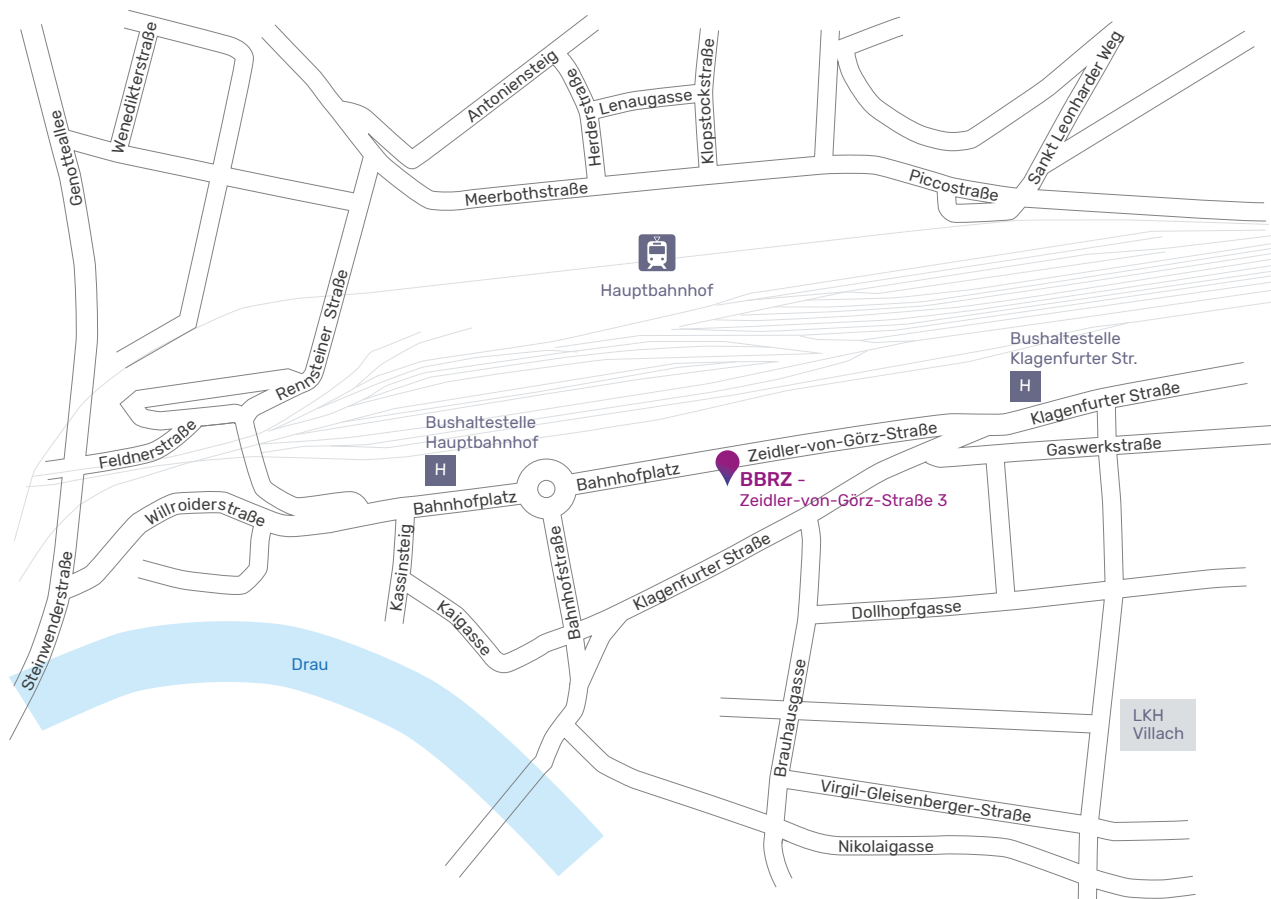 Wenedikterstraße
Genotteallee
Antoniensteig
Herderstraße
Lenaugasse
Klopstockstraße
Sankt Leonharder Weg
Meerbothstraße
Piccostraße
Hauptbahnhof
Rennsteiner Straße
Bushaltestelle
Klagenfurter Str.
H
Klagenfurter Straße
Bushaltestelle
Hauptbahnhof
H
Feldnerstraße
Zeidler-von-Görz-Straße
Gaswerkstraße
Bahnhofplatz
BBRZ -
Zeidler-von-Görz-Straße 3
Bahnhofplatz
Willroiderstraße
Kassinsteig
Bahnhofstraße
Klagenfurter Straße
Steinwenderstraße
Kaigasse
Dollhopfgasse
Drau
Brauhausgasse
LKH
Villach
Virgil-Gleisenberger-Straße
Nikolaigasse